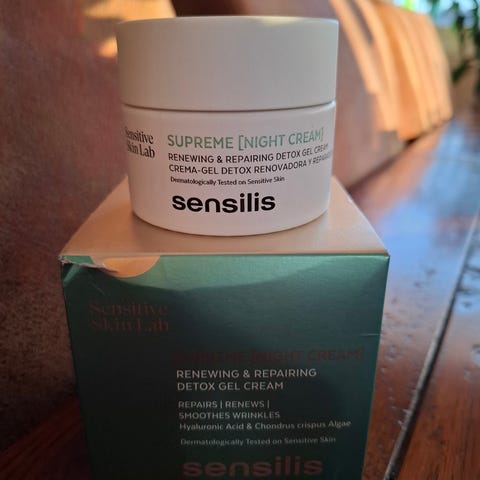 Sensitive
Skin Lab
SUPREME [NIGHT CREAM]
RENEWING & REPAIRING DETOX GEL CREAM
CREMA-GEL DETOX RENOVADORA Y
Dermatologically Tested on Sensitive Skin
sensilis
Sensitive
Skin Lab
SUPREME [NIGHT CREAM]
RENEWING & REPAIRING
DETOX GEL CREAM
REPAIRS | RENEWS |
SMOOTHES WRINKLES
Hyaluronic Acid & Chondrus crispus Algae
Dermatologically Tested on Sensitive Skin
sensilis